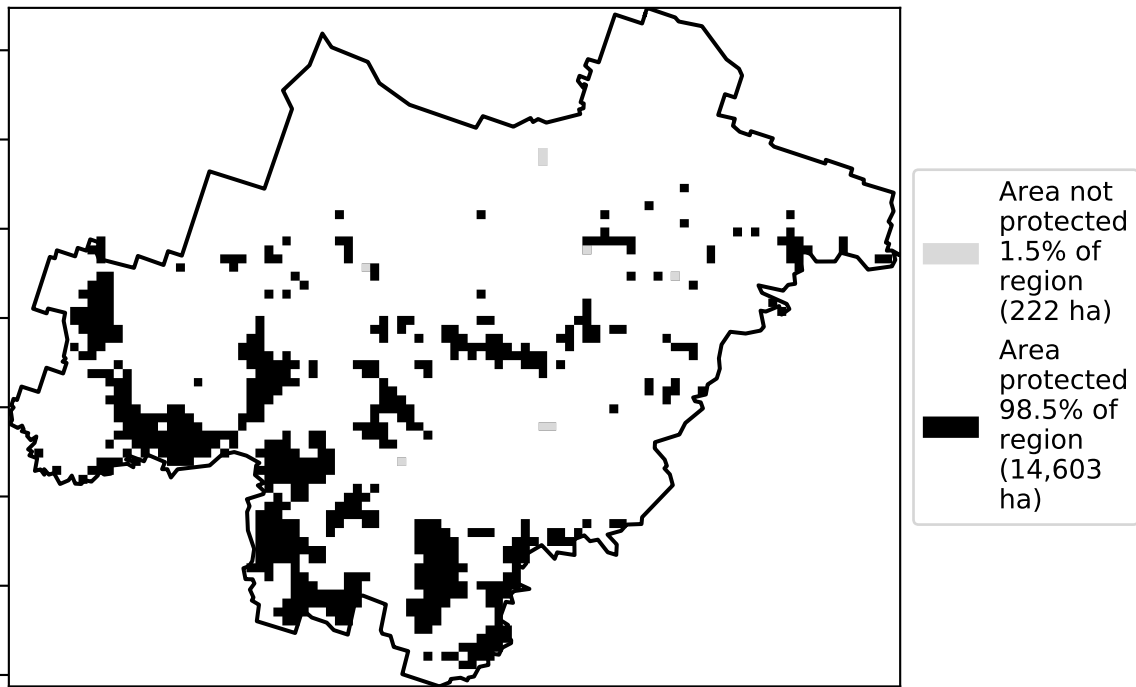 Area not
protected
1.5% of
region
(222 ha)
Area
protected
98.5% of
region
(14,603
ha)